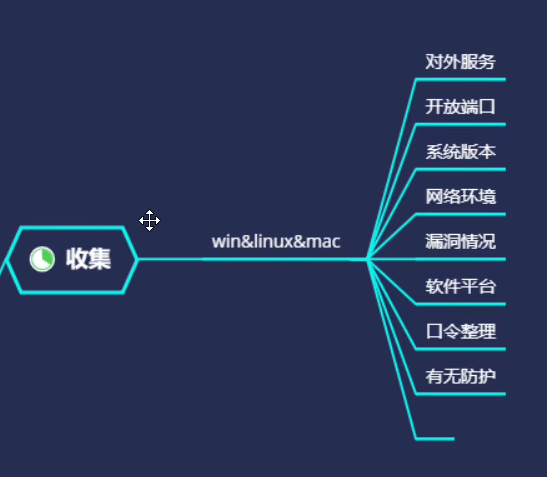 对外服务
开放端口
系统版本
网络环境
win&linux&mac
漏洞情况
收集
软件平台
口令整理
有无防护